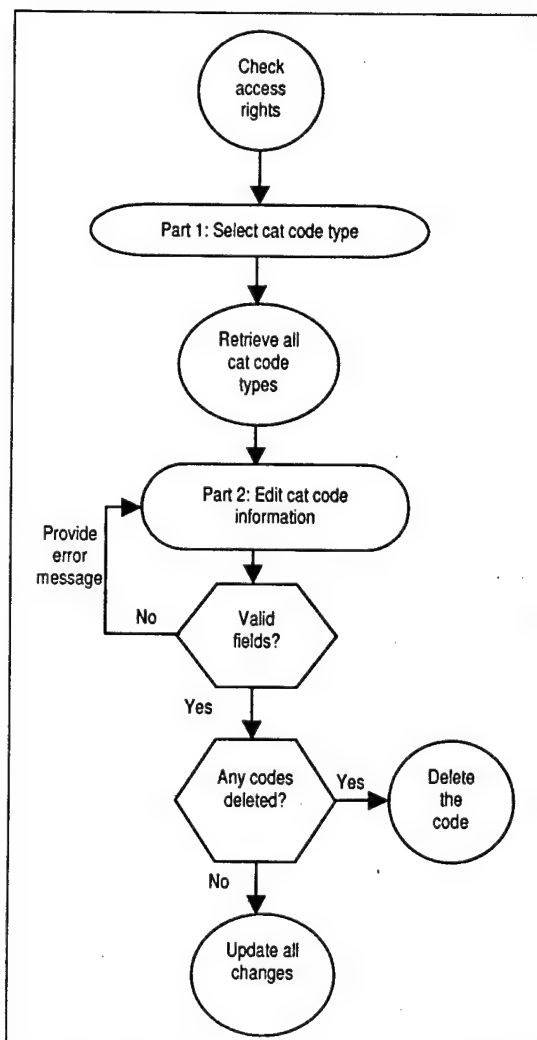 Check
access
rights
Part 1: Select cat code type
Retrieve all
cat code
types
Part 2: Edit cat code
information
Provide
error
message
No
Valid
fields?
Yes
Any codes
deleted?
Yes
Delete
the
code
No
Update all
changes